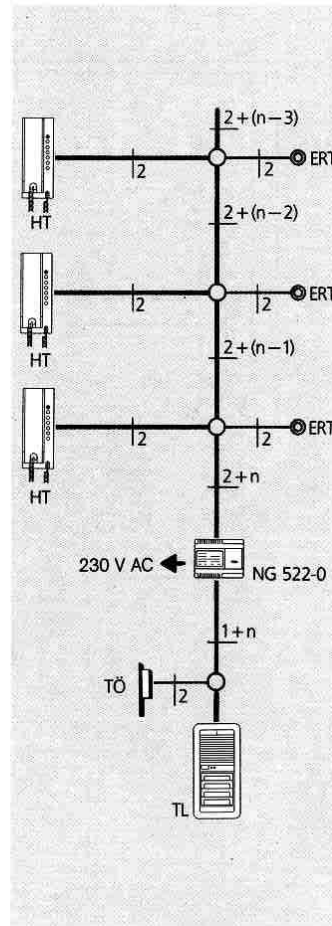 2+(n−3)
2
2
ERT
HT
2+(n−2)
2
2
ERT
HT
2+(n−1)
2
2
ERT
HT
2+n
230 V AC
NG 522-0
1+n
TÖ
2
TL